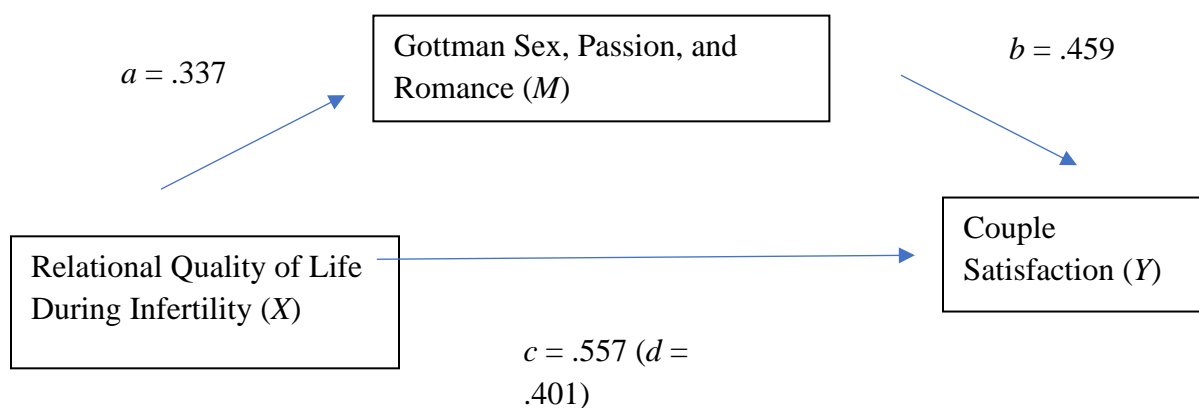 Gottman Sex, Passion, and
Romance (M)
a = .337
b = .459
Relational Quality of Life
During Infertility (X)
Couple
Satisfaction (Y)
c = .557 (d =
.401)